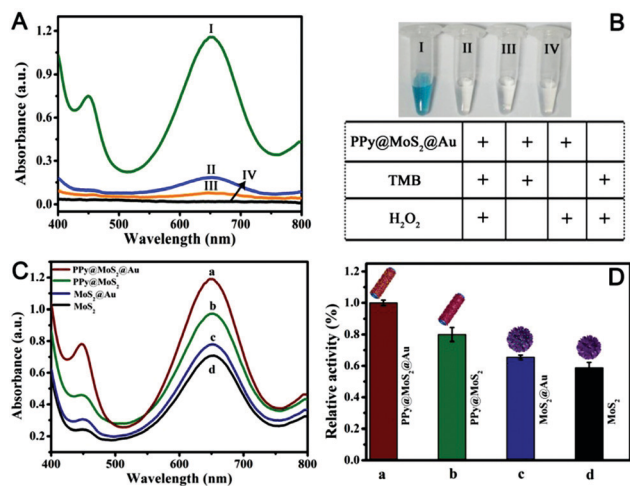 A
Absorbance (a.u.)
1.2
0.9
0.6
0.3
0.0
I
II
III
IV
400 500 600 700 800
Wavelength (nm)
B
I II III IV
PPy@MoS₂@Au + + +
TMB + + +
H₂O₂ + + +
C
Absorbance (a.u.)
1.2
1.0
0.8
0.6
0.4
0.2
PPy@MoS₂@Au
PPy@MoS₂
MoS₂@Au
MoS₂
a
b
c
d
400 500 600 700 800
Wavelength (nm)
D
Relative activity (%)
1.2%
1.0%
0.80%
0.60%
0.40%
0.20%
0.0%
PPy@MoS₂@Au
PPy@MoS₂
MoS₂@Au
MoS₂
a b c d